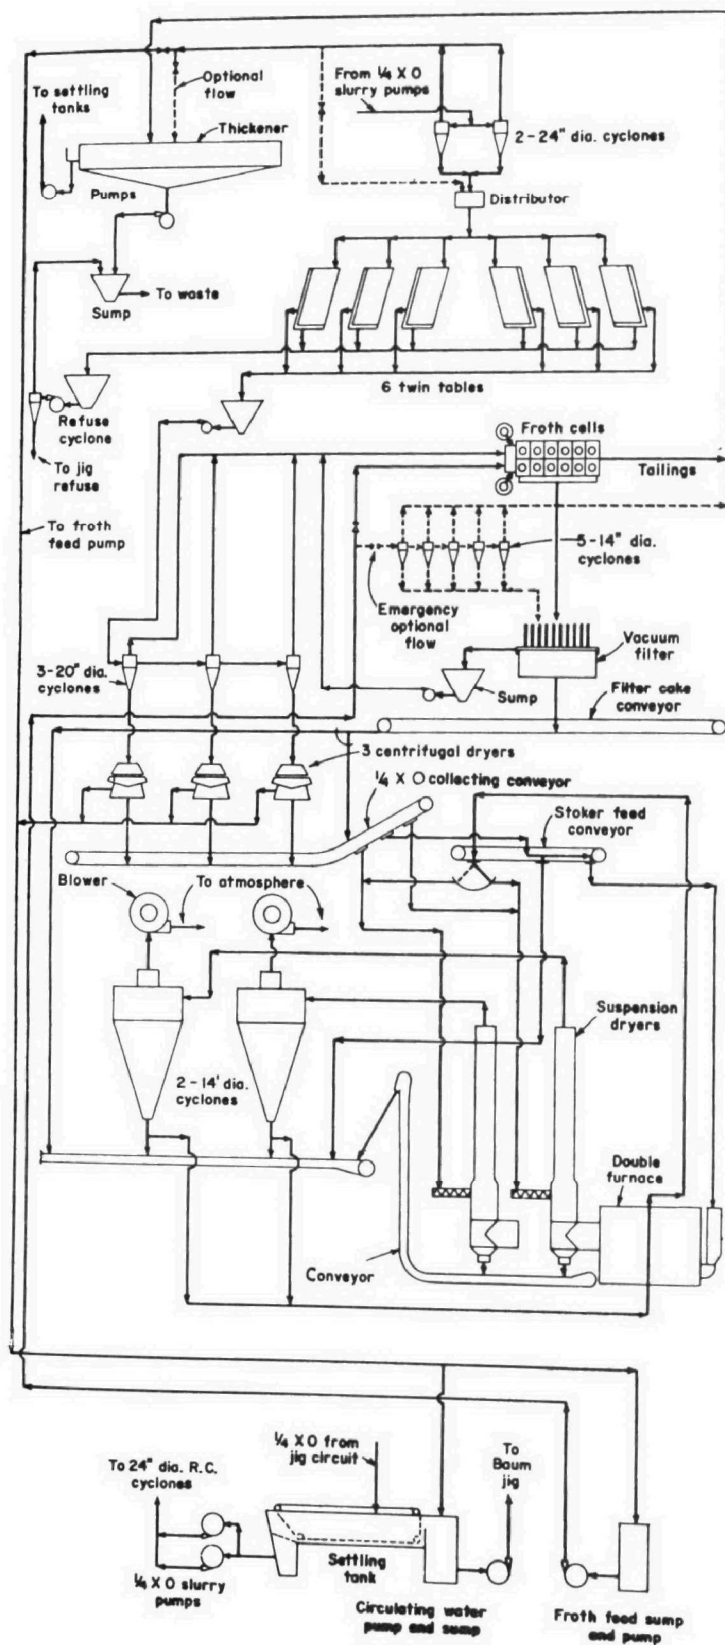 Optional
flow
From ¼ X O
slurry pumps
To settling
tanks
Thickener
2-24" dia. cyclones
Pumps
Distributor
To waste
Sump
6 twin tables
Refuse
cyclone
To jig
refuse
Froth cells
Tailings
To froth
feed pump
5-14" dia.
cyclones
Emergency
optional
flow
Vacuum
filter
3-20" dia.
cyclones
Sump
Filter cake
conveyor
3 centrifugal dryers
¼ X O collecting conveyor
Stoker feed
conveyor
Blower
To atmosphere
Suspension
dryers
2-14' dia.
cyclones
Double
furnace
Conveyor
¼ X O from
jig circuit
To
Baum
jig
To 24" dia. R.C.
cyclones
¼ X O slurry
pumps
Settling
tank
Circulating water
pump and sump
Froth feed sump
and pump